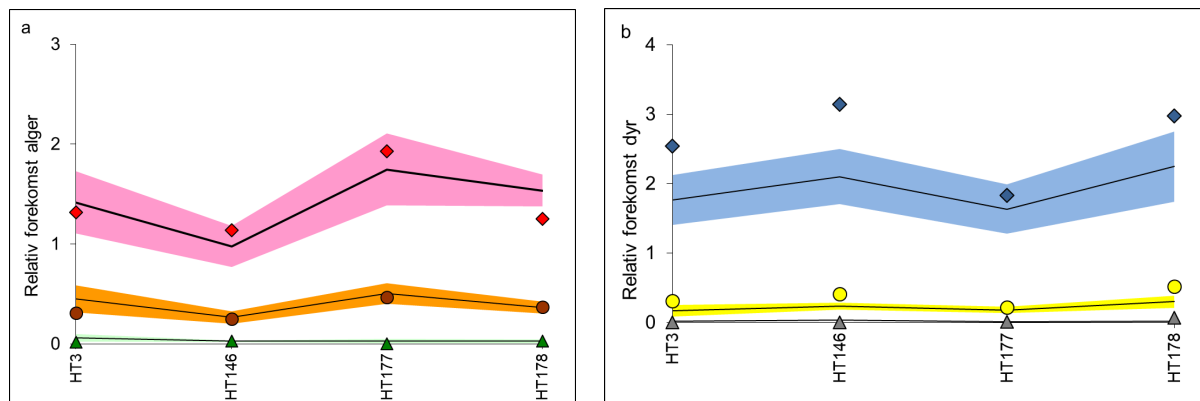 a
Relativ forekomst alger
3
2
1
0
HT3
HT146
HT177
HT178
b
Relativ forekomst dyr
4
3
2
1
0
HT3
HT146
HT177
HT178